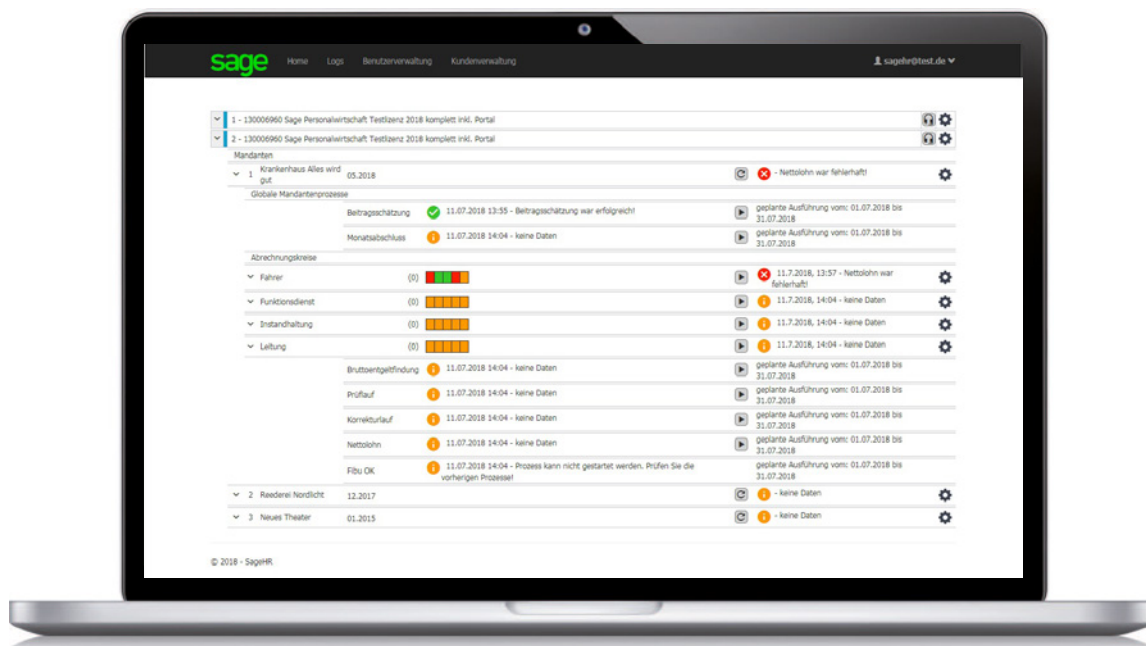 sage Home Logs Benutzerverwaltung Kundenverwaltung sagehr@test.de
1 - 130006960 Sage Personalwirtschaft Testlizenz 2018 komplett inkl. Portal
2 - 130006960 Sage Personalwirtschaft Testlizenz 2018 komplett inkl. Portal
Mandanten
1 Krankenhaus Alles wird gut 05.2018 - Nettolohn war fehlerhaft!
Globale Mandantenprozesse
Beitragsschätzung 11.07.2018 13:55 - Beitragsschätzung war erfolgreich! geplante Ausführung vom: 01.07.2018 bis
31.07.2018
Monatsabschluss 11.07.2018 14:04 - keine Daten geplante Ausführung vom: 01.07.2018 bis
31.07.2018
Abrechnungskreise
Fahrer (0) 11.7.2018, 13:57 - Nettolohn war
fehlerhaft!
Funktionsdienst (0) 11.7.2018, 14:04 - keine Daten
Instandhaltung (0) 11.7.2018, 14:04 - keine Daten
Leitung (0) 11.7.2018, 14:04 - keine Daten
Bruttoentgeltfindung 11.07.2018 14:04 - keine Daten geplante Ausführung vom: 01.07.2018 bis
31.07.2018
Prüflauf 11.07.2018 14:04 - keine Daten geplante Ausführung vom: 01.07.2018 bis
31.07.2018
Korrekturlauf 11.07.2018 14:04 - keine Daten geplante Ausführung vom: 01.07.2018 bis
31.07.2018
Nettolohn 11.07.2018 14:04 - keine Daten geplante Ausführung vom: 01.07.2018 bis
31.07.2018
Fibu OK 11.07.2018 14:04 - Prozess kann nicht gestartet werden. Prüfen Sie die geplante Ausführung vom: 01.07.2018 bis
vorherigen Prozesse! 31.07.2018
2 Reederei Nordlicht 12.2017 - keine Daten
3 Neues Theater 01.2015 - keine Daten
© 2018 - SageHR